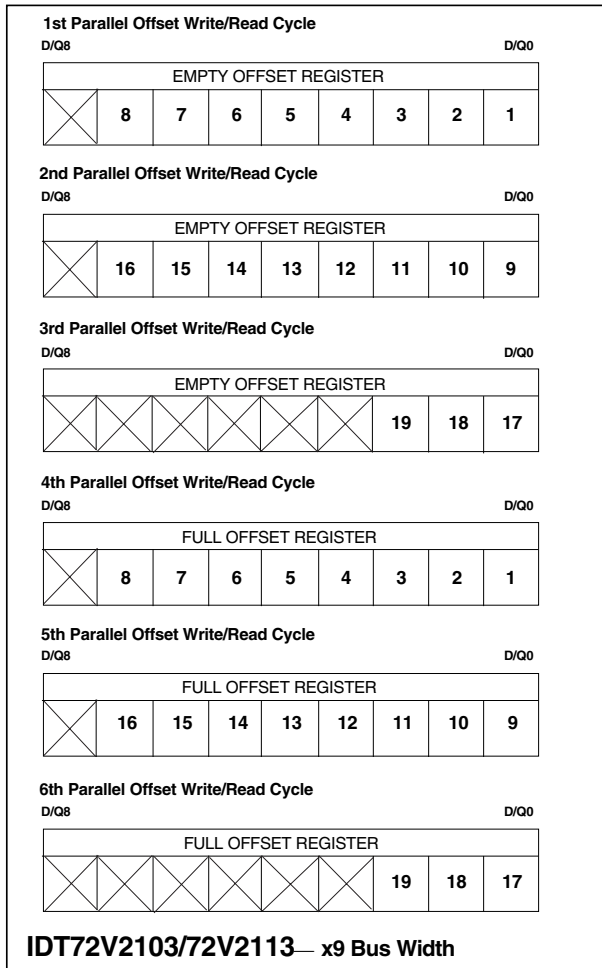 1st Parallel Offset Write/Read Cycle
D/Q8 D/Q0
EMPTY OFFSET REGISTER
8 7 6 5 4 3 2 1
2nd Parallel Offset Write/Read Cycle
D/Q8 D/Q0
EMPTY OFFSET REGISTER
16 15 14 13 12 11 10 9
3rd Parallel Offset Write/Read Cycle
D/Q8 D/Q0
EMPTY OFFSET REGISTER
19 18 17
4th Parallel Offset Write/Read Cycle
D/Q8 D/Q0
FULL OFFSET REGISTER
8 7 6 5 4 3 2 1
5th Parallel Offset Write/Read Cycle
D/Q8 D/Q0
FULL OFFSET REGISTER
16 15 14 13 12 11 10 9
6th Parallel Offset Write/Read Cycle
D/Q8 D/Q0
FULL OFFSET REGISTER
19 18 17
IDT72V2103/72V2113— x9 Bus Width